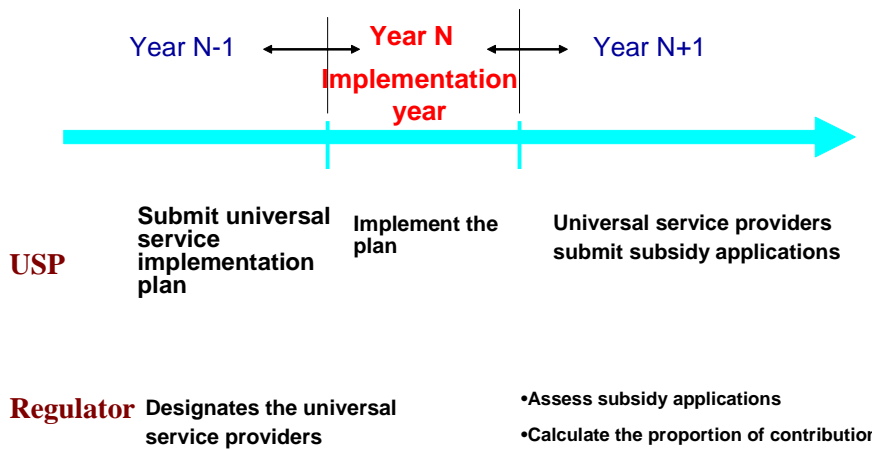 Year N-1
Year N
Year N+1
Implementation
year
USP
Submit universal
service
implementation
plan
Implement the
plan
Universal service providers
submit subsidy applications
Regulator
Designates the universal
service providers
•Assess subsidy applications
•Calculate the proportion of contribution